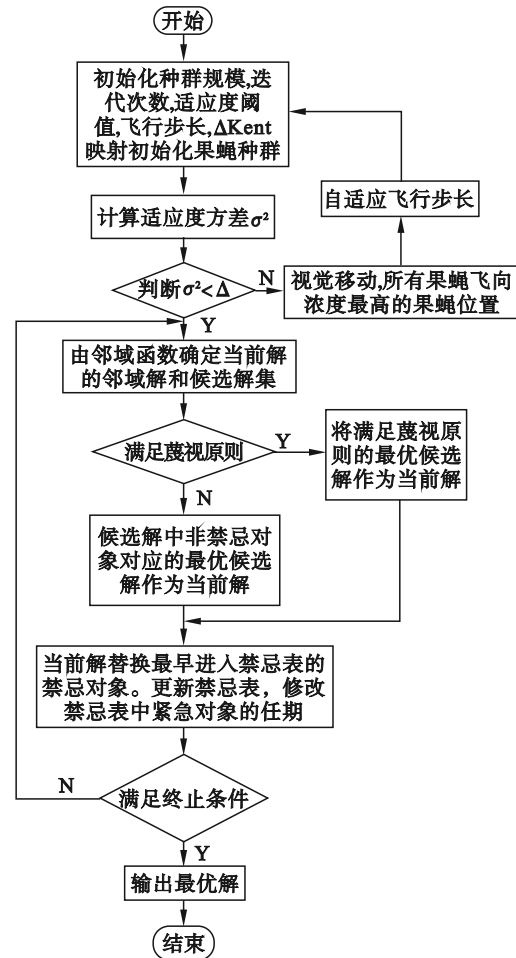 开始
初始化种群规模,迭
代次数,适应度阈
值,飞行步长,ΔKent
映射初始化果蝇种群
自适应飞行步长
计算适应度方差σ²
判断σ²<Δ
N
视觉移动,所有果蝇飞向
浓度最高的果蝇位置
Y
由邻域函数确定当前解
的邻域解和候选解集
满足蔑视原则
Y
将满足蔑视原
则的最优候选
解作为当前解
N
候选解中非禁忌对
象对应的最优候选
解作为当前解
当前解替换最早进入禁忌表的
禁忌对象。更新禁忌表，修改
禁忌表中紧急对象的任期
N
满足终止条件
Y
输出最优解
结束